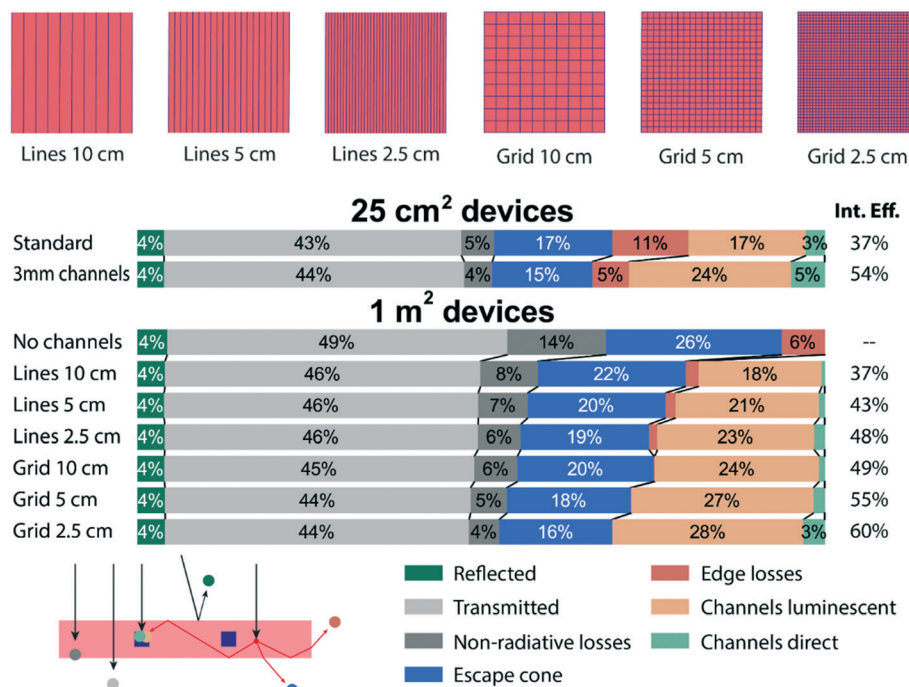 Lines 10 cm Lines 5 cm Lines 2.5 cm Grid 10 cm Grid 5 cm Grid 2.5 cm
25 cm² devices Int. Eff.
Standard 4% 43% 5% 17% 11% 17% 3% 37%
3mm channels 4% 44% 4% 15% 5% 24% 5% 54%
1 m² devices
No channels 4% 49% 14% 26% 6% --
Lines 10 cm 4% 46% 8% 22% 18% 37%
Lines 5 cm 4% 46% 7% 20% 21% 43%
Lines 2.5 cm 4% 46% 6% 19% 23% 48%
Grid 10 cm 4% 45% 6% 20% 24% 49%
Grid 5 cm 4% 44% 5% 18% 27% 55%
Grid 2.5 cm 4% 44% 4% 16% 28% 3% 60%
Reflected Edge losses
Transmitted Channels luminescent
Non-radiative losses Channels direct
Escape cone